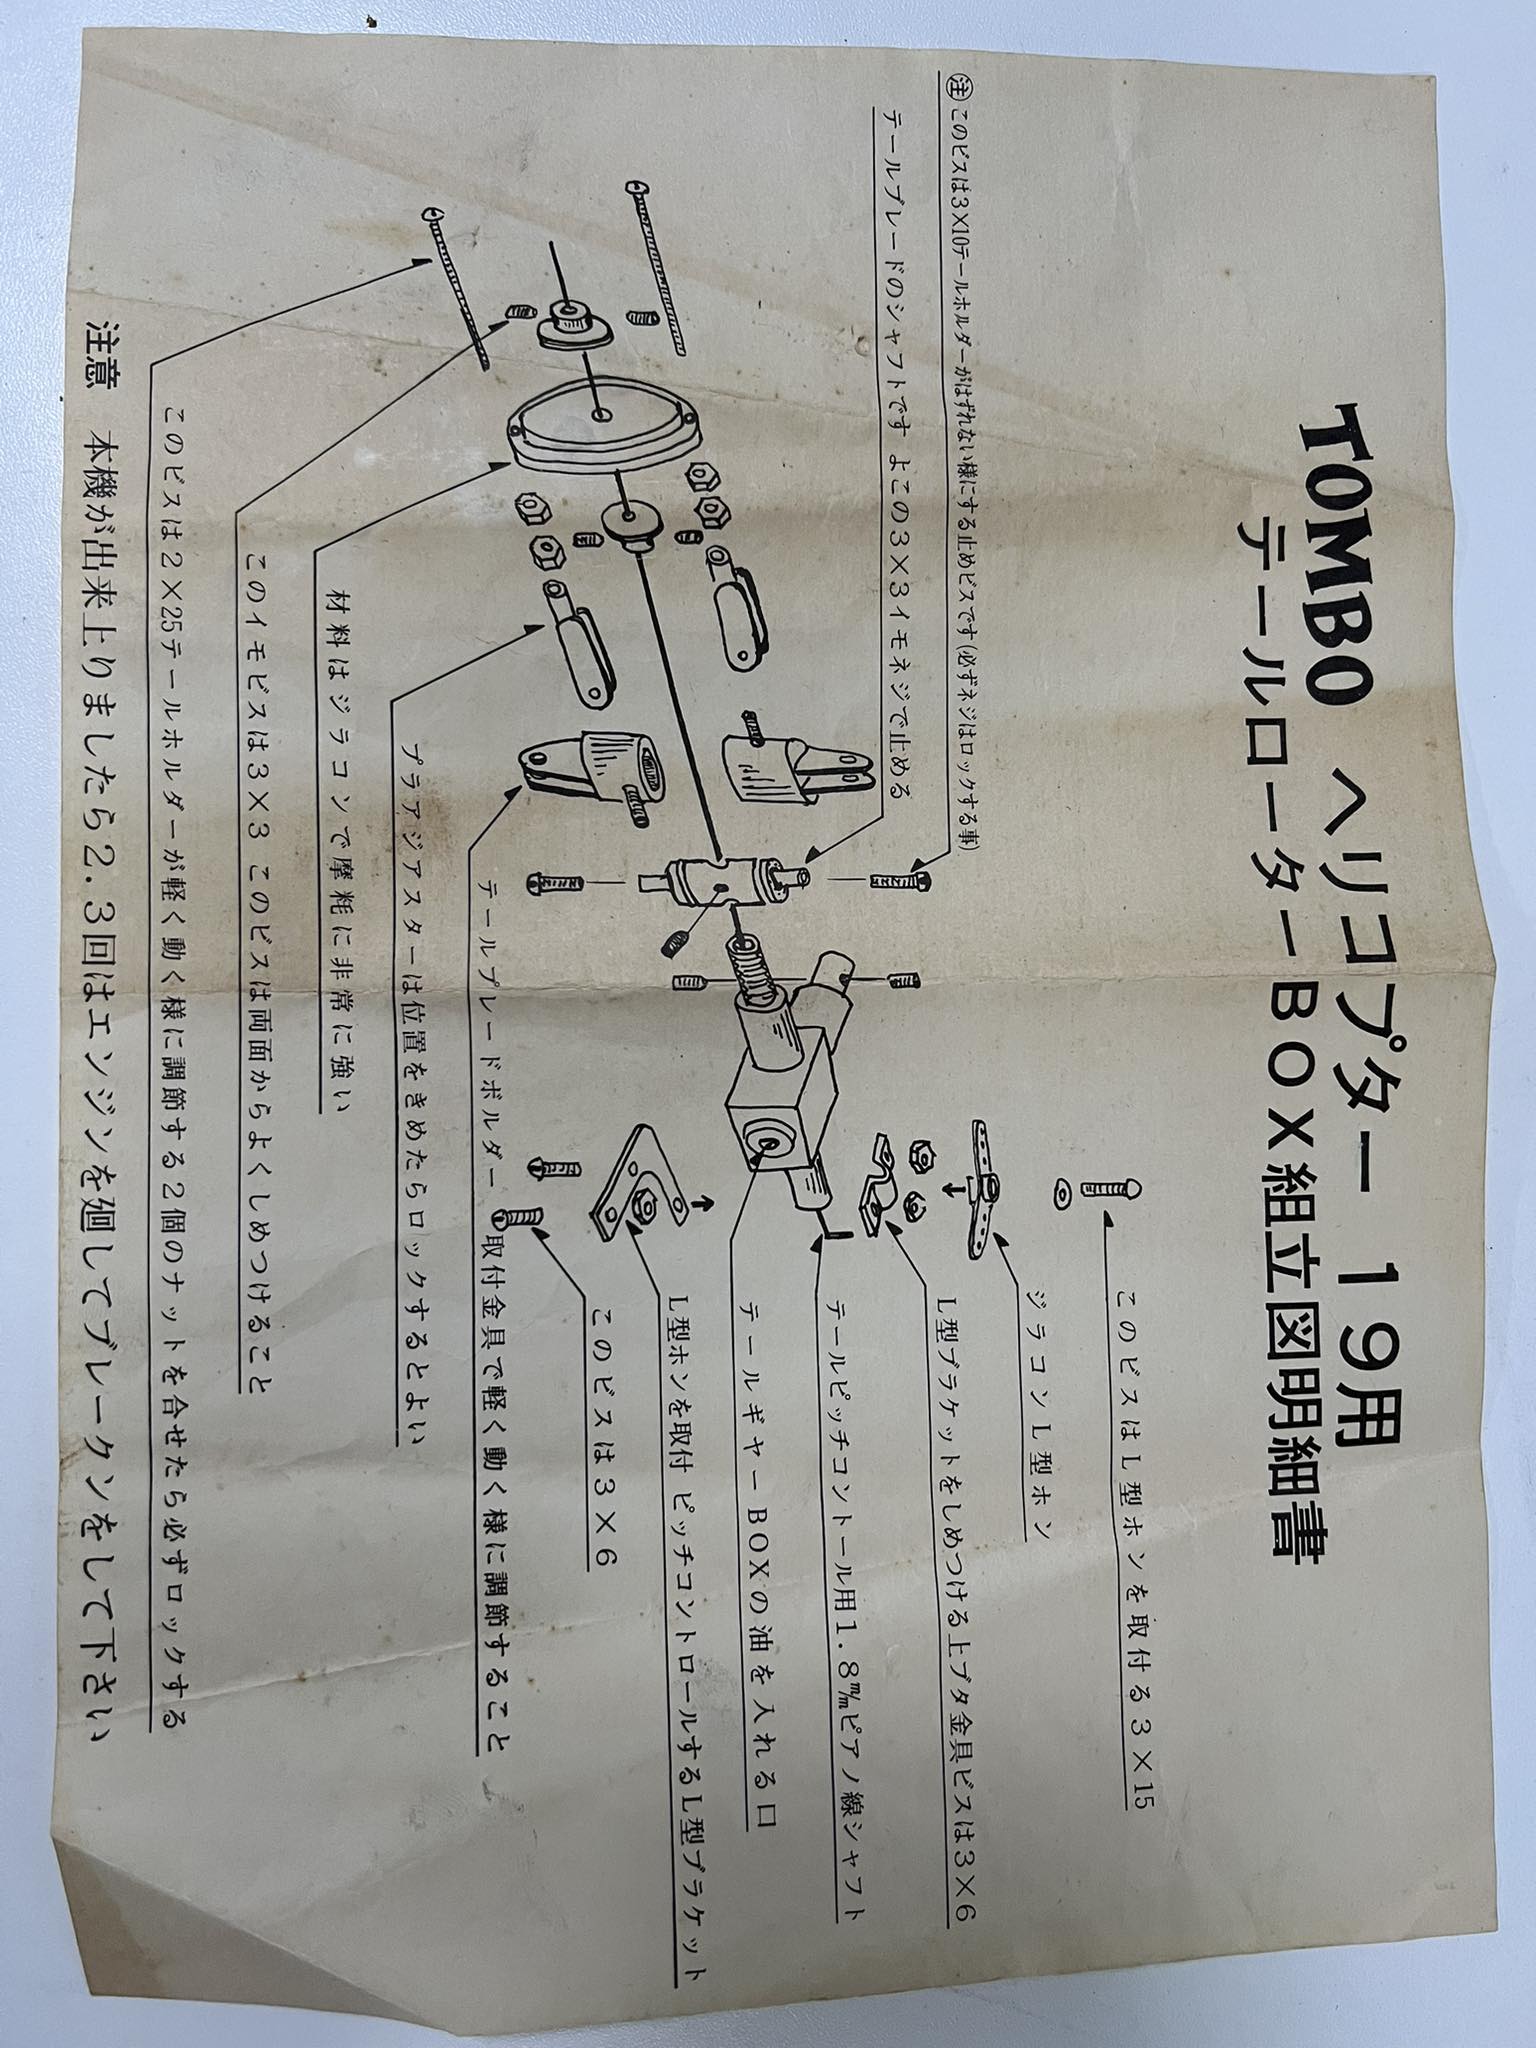 TOMBO ヘリコプター 19用
テールローターBOX組立図明細書
㊟このビスは3×10テールホルダーがはずれない様にする止めビスです(必ずネジはロックする事)
テールブレードのシャフトです よこの3×3イモネジで止める
このビスはL型ホンを取付る3×15
ジラコンL型ホン
L型ブラケットをしめつける上ブタ金具ビスは3×6
テールピッチコントール用1.8㎜ピアノ線シャフト
テールギャーBOXの油を入れる口
L型ホンを取付 ピッチコントロールするL型ブラケット
このビスは3×6
テールブレードボルダー 取付金具で軽く動く様に調節すること
プラアジアスターは位置をきめたらロックするとよい
材料はジラコンで摩耗に非常に強い
このイモビスは3×3 このビスは両面からよくしめつけること
このビスは2×25テールホルダーが軽く動く様に調節する2個のナットを合せたら必ずロックする
注意 本機が出来上りましたら2.3回はエンジンを廻してブレークンをして下さい